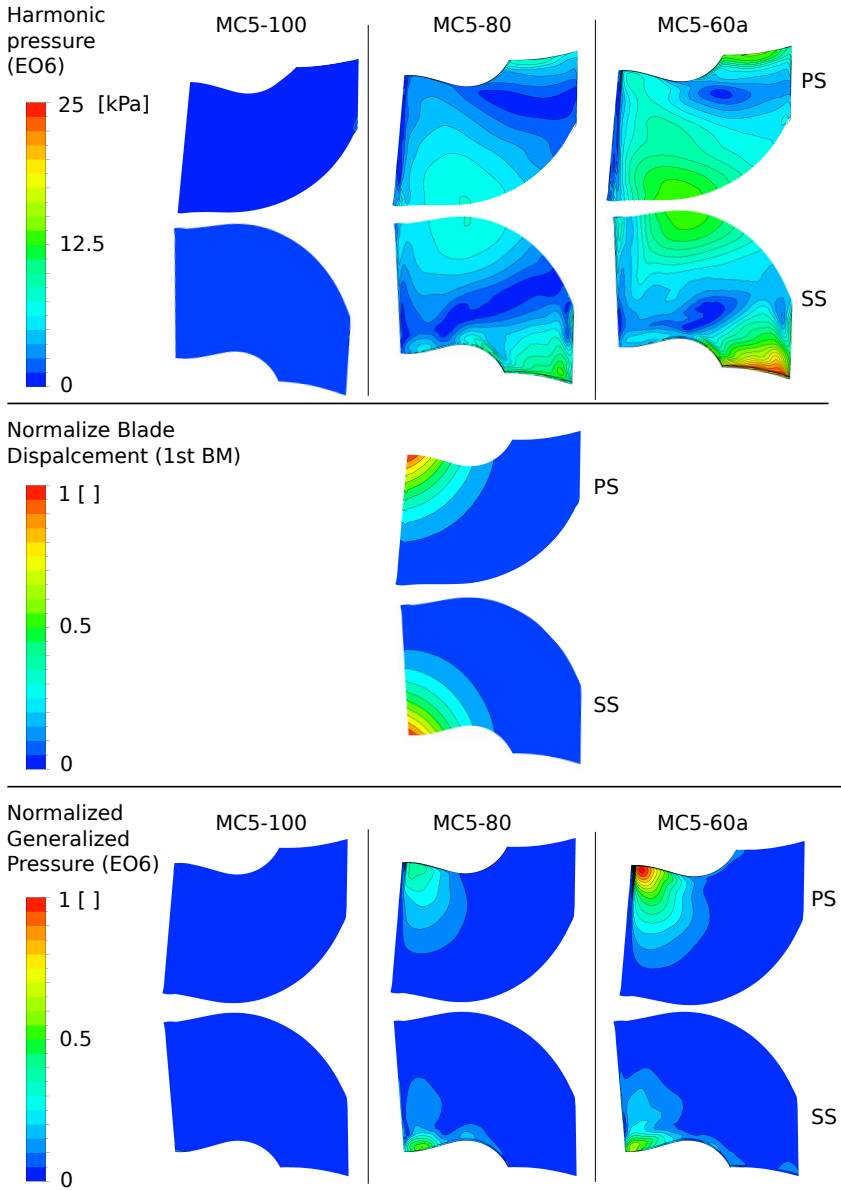 Harmonic
pressure
(EO6)
MC5-100
MC5-80
MC5-60a
25 [kPa]
12.5
0
PS
SS
Normalize Blade
Dispalcement (1st BM)
1 [ ]
0.5
0
PS
SS
Normalized
Generalized
Pressure (EO6)
MC5-100
MC5-80
MC5-60a
1 [ ]
0.5
0
PS
SS